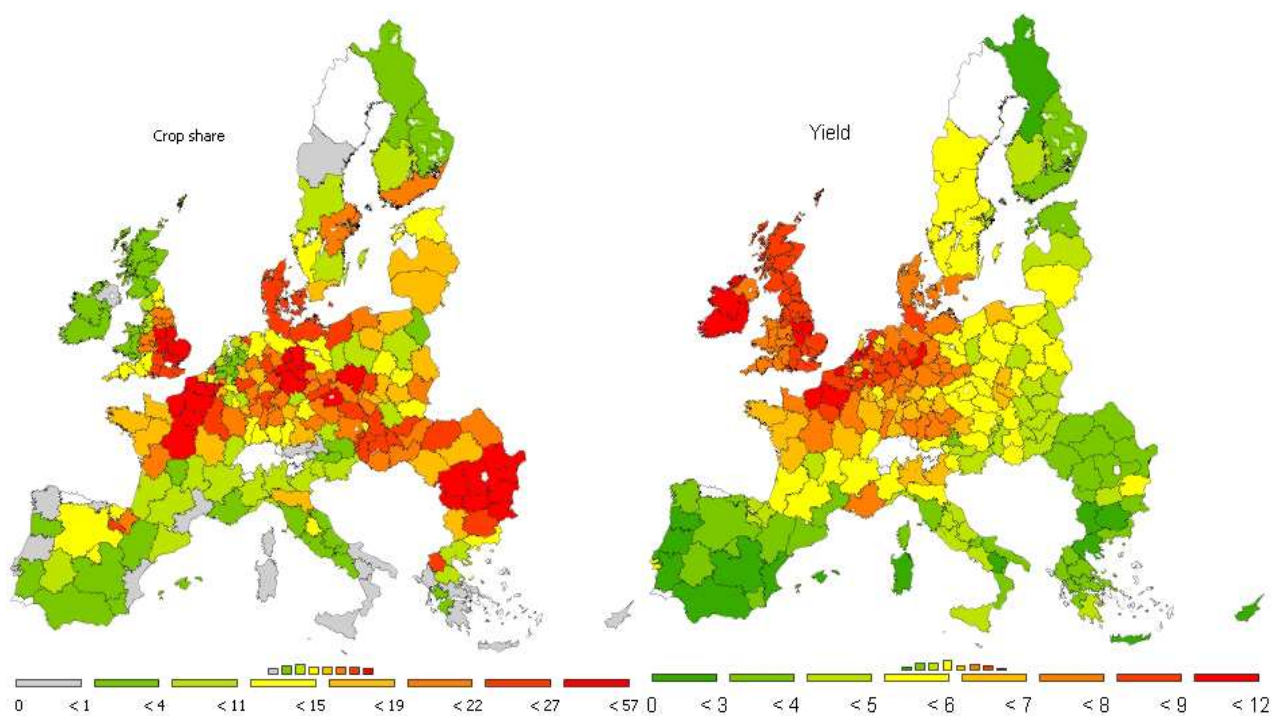 Crop share
Yield
0 < 1 < 4 < 11 < 15 < 19 < 22 < 27 < 57
0 < 3 < 4 < 5 < 6 < 7 < 8 < 9 < 12